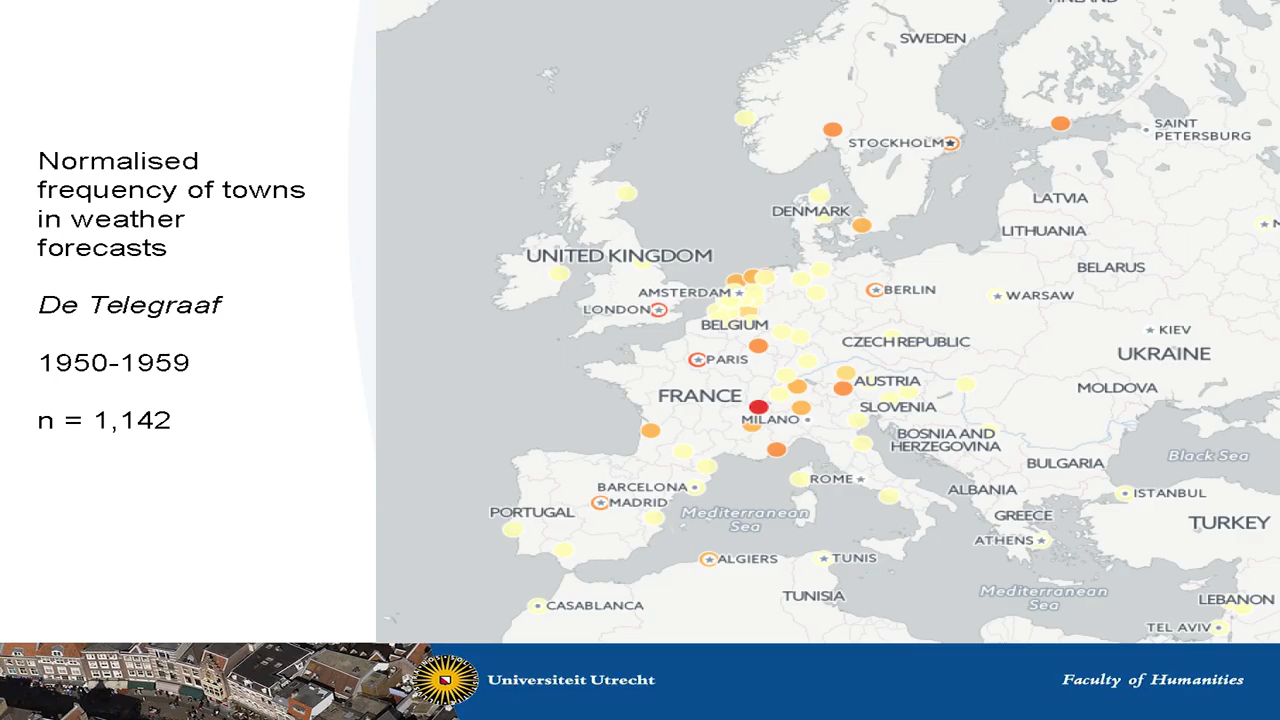 Normalised
frequency of towns
in weather
forecasts
De Telegraaf
1950-1959
n = 1,142
SWEDEN
STOCKHOLM
SAINT
PETERSBURG
LATVIA
DENMARK
LITHUANIA
UNITED KINGDOM
BELARUS
AMSTERDAM
BERLIN
WARSAW
LONDON
BELGIUM
KIEV
CZECH REPUBLIC
UKRAINE
PARIS
AUSTRIA
MOLDOVA
FRANCE
SLOVENIA
MILANO
BOSNIA AND
HERZEGOVINA
Black Sea
BULGARIA
ROME
BARCELONA
ALBANIA
ISTANBUL
MADRID
PORTUGAL
Mediterranean
Sea
GREECE
TURKEY
ATHENS
ALGIERS
TUNIS
TUNISIA
Mediterranean
Sea
CASABLANCA
LEBANON
TEL AVIV
Universiteit Utrecht
Faculty of Humanities